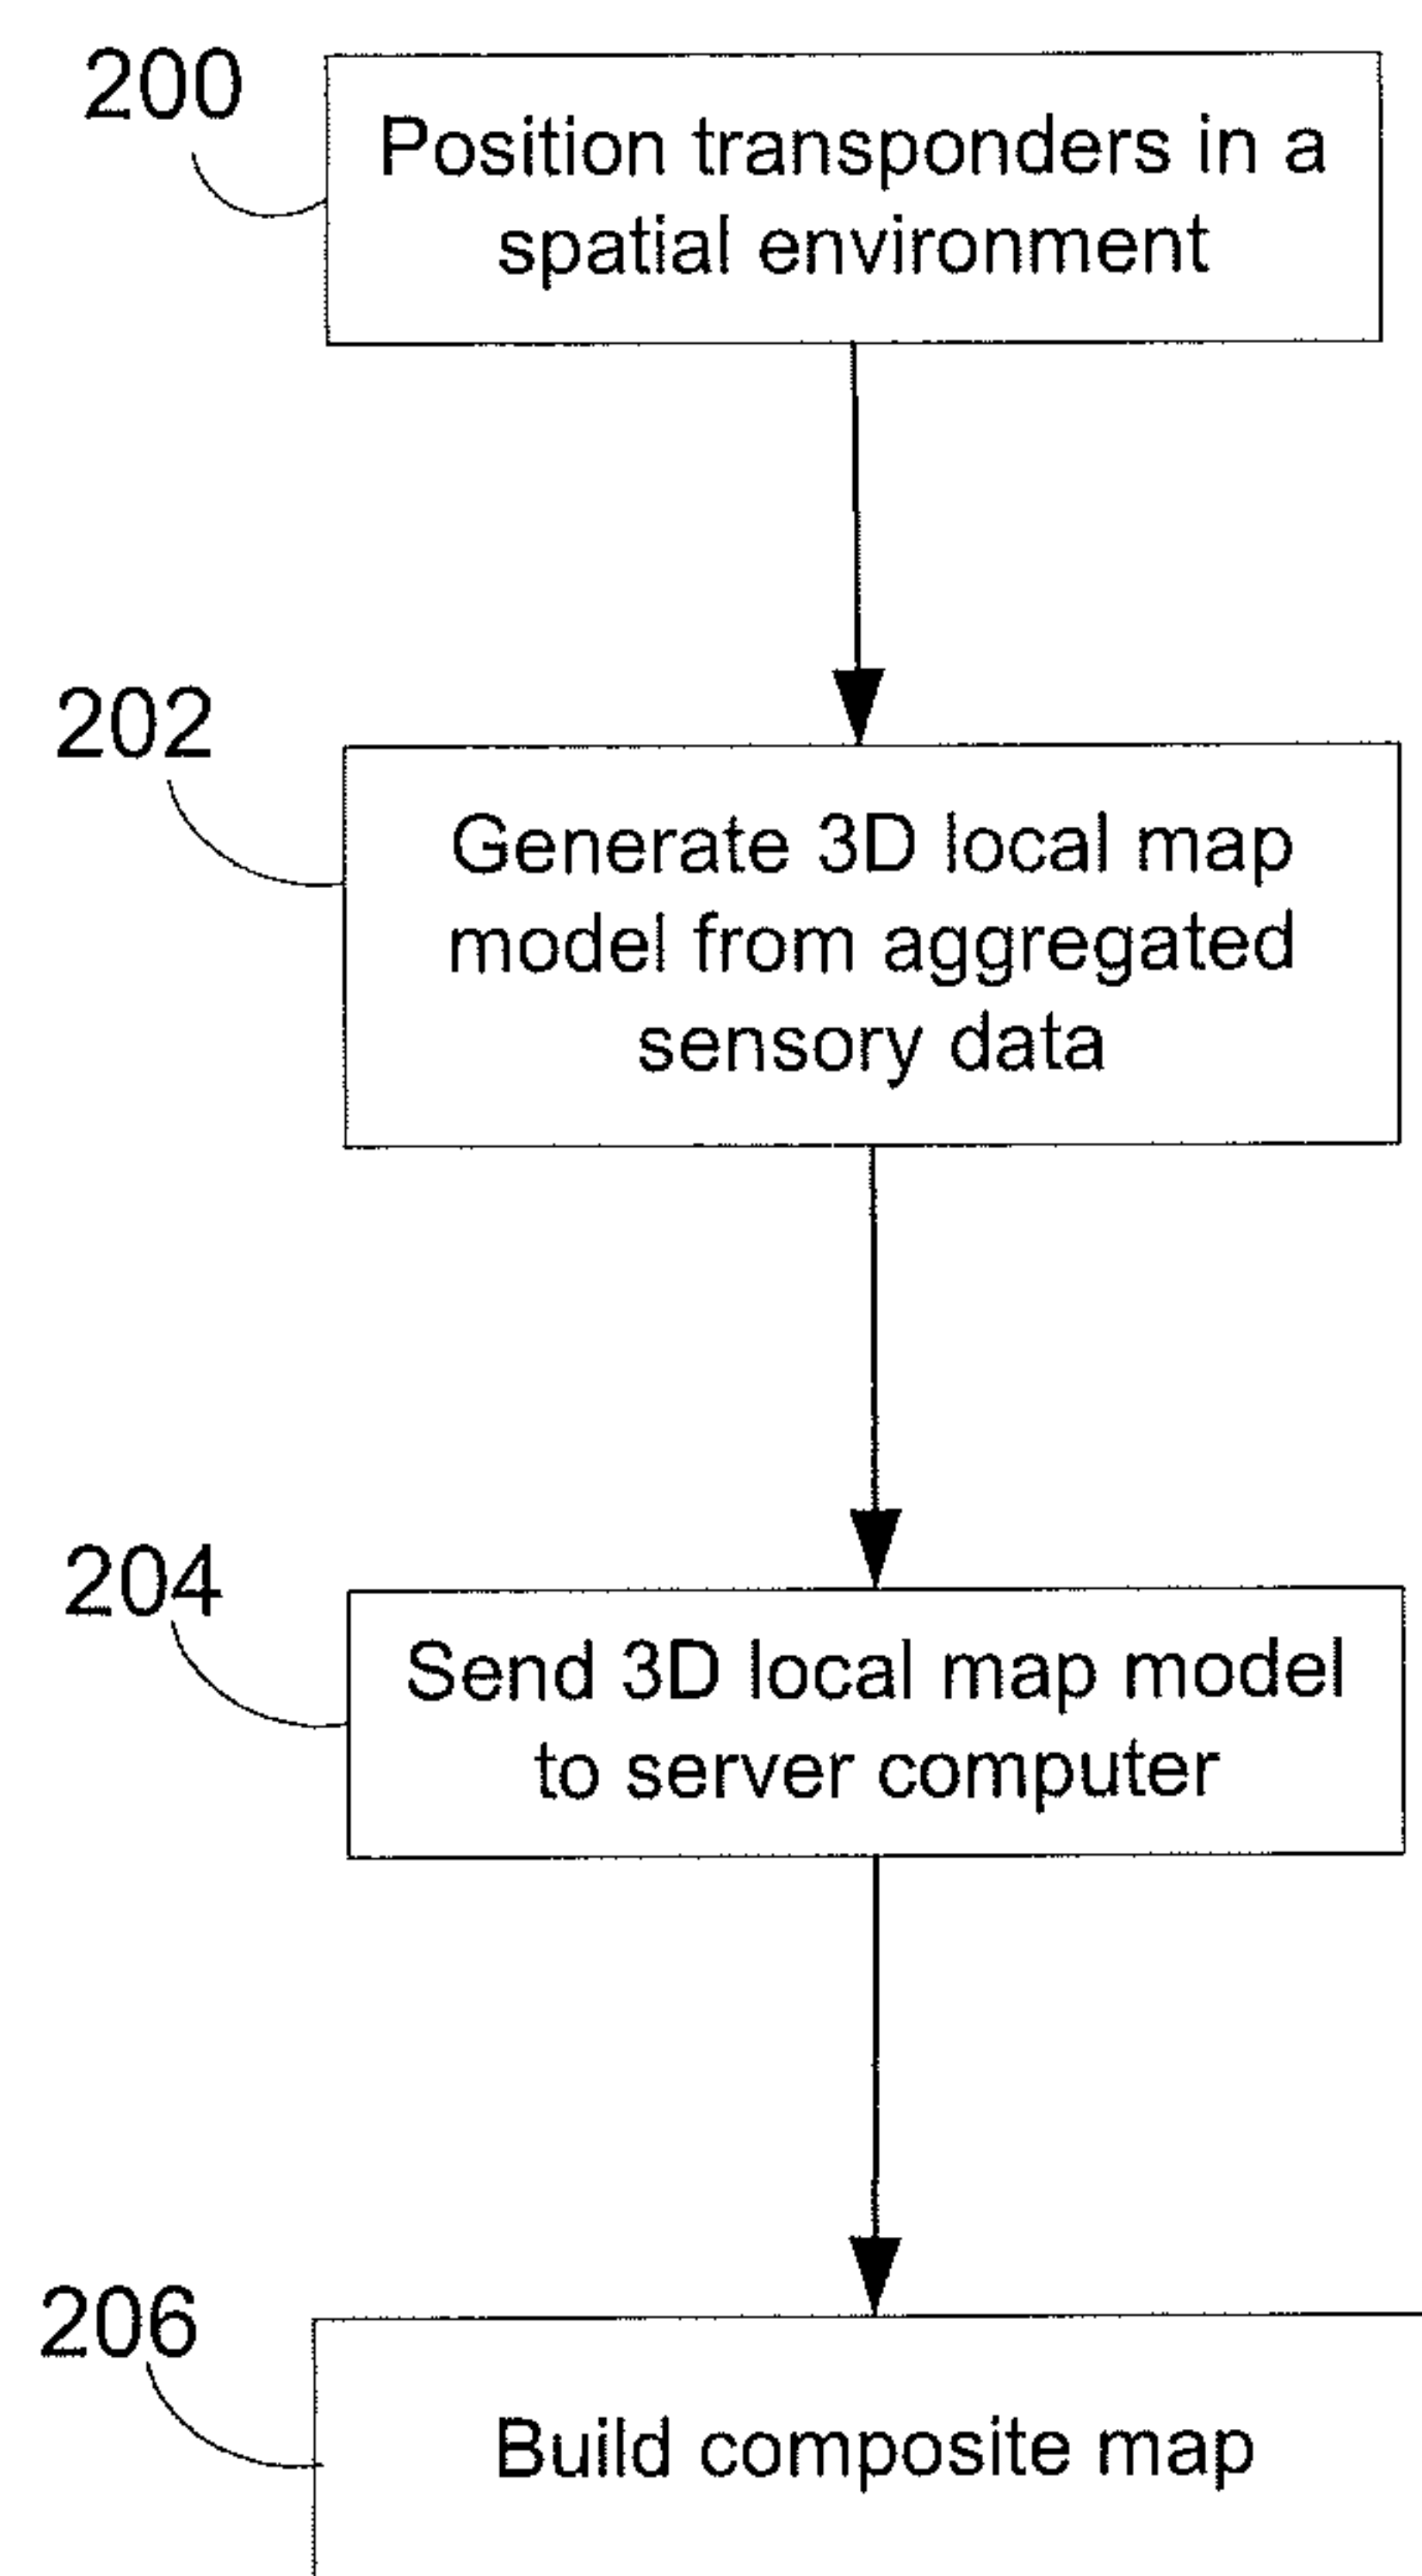 200
Position transponders in a
spatial environment
202
Generate 3D local map
model from aggregated
sensory data
204
Send 3D local map model
to server computer
206
Build composite map